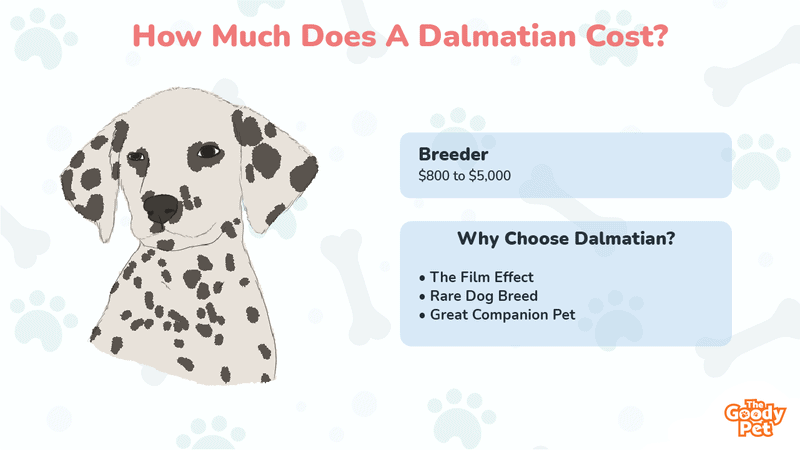 How Much Does A Dalmatian Cost?
Breeder
$800 to $5,000
Why Choose Dalmatian?
• The Film Effect
• Rare Dog Breed
• Great Companion Pet
The
Goody
Pet